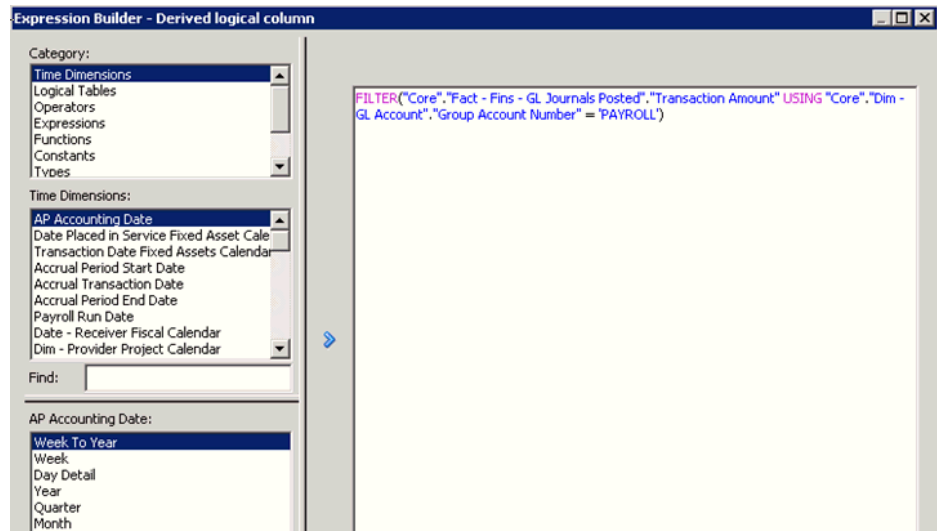 Expression Builder - Derived logical column
Category:
Time Dimensions
Logical Tables
Operators
Expressions
Functions
Constants
Types
Time Dimensions:
AP Accounting Date
Date Placed in Service Fixed Asset Cale
Transaction Date Fixed Assets Calendar
Accrual Period Start Date
Accrual Transaction Date
Accrual Period End Date
Payroll Run Date
Date - Receiver Fiscal Calendar
Dim - Provider Project Calendar
Find:
AP Accounting Date:
Week To Year
Week
Day Detail
Year
Quarter
Month
FILTER("Core"."Fact - Fins - GL Journals Posted"."Transaction Amount" USING "Core"."Dim -
GL Account"."Group Account Number" = 'PAYROLL')